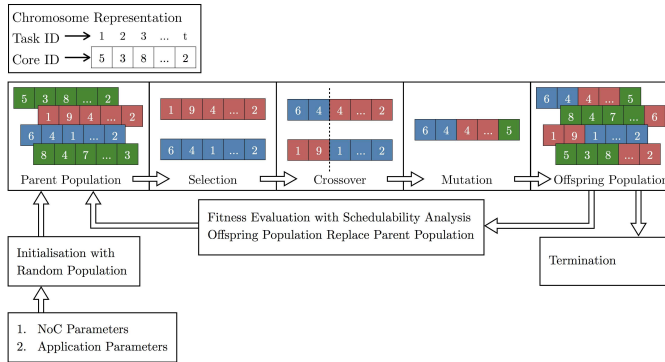 Chromosome Representation
Task ID 1 2 3 ... t
Core ID 5 3 8 ... 2
5 3 8 ... 2
1 9 4 ... 2
6 4 1 ... 2
8 4 7 ... 3
Parent Population
1 9 4 ... 2
6 4 1 ... 2
Selection
6 4 4 ... 2
1 9 1 ... 2
Crossover
6 4 4 ... 5
Mutation
6 4 4 ... 5
8 4 7 ... 6
1 9 1 ... 2
5 3 8 ... 2
Offspring Population
Fitness Evaluation with Schedulability Analysis
Offspring Population Replace Parent Population
Initialisation with
Random Population
Termination
1. NoC Parameters
2. Application Parameters